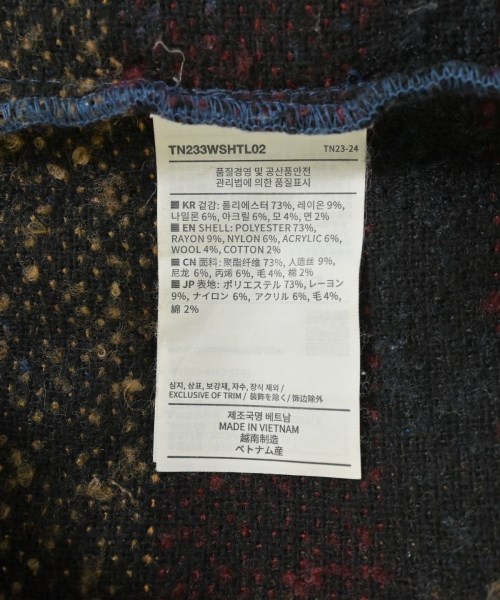 TN233WSHTL02 TN23-24
품질경영 및 공산품안전
관리법에 의한 품질표시
■ KR 겉감: 폴리에스터 73%, 레이온 9%,
나일론 6%, 아크릴 6%, 모 4%, 면 2%
■ EN SHELL: POLYESTER 73%,
RAYON 9%, NYLON 6%, ACRYLIC 6%,
WOOL 4%, COTTON 2%
■ CN 面料: 聚酯纤维 73%, 人造丝 9%,
尼龙 6%, 丙烯 6%, 毛 4%, 棉 2%
■ JP 表地: ポリエステル 73%, レーヨン
9%, ナイロン 6%, アクリル 6%, 毛 4%,
綿 2%
심지, 상표, 보강재, 자수, 장식 제외 /
EXCLUSIVE OF TRIM / 装飾を除く / 饰边除外
제조국명 베트남
MADE IN VIETNAM
越南制造
ベトナム産